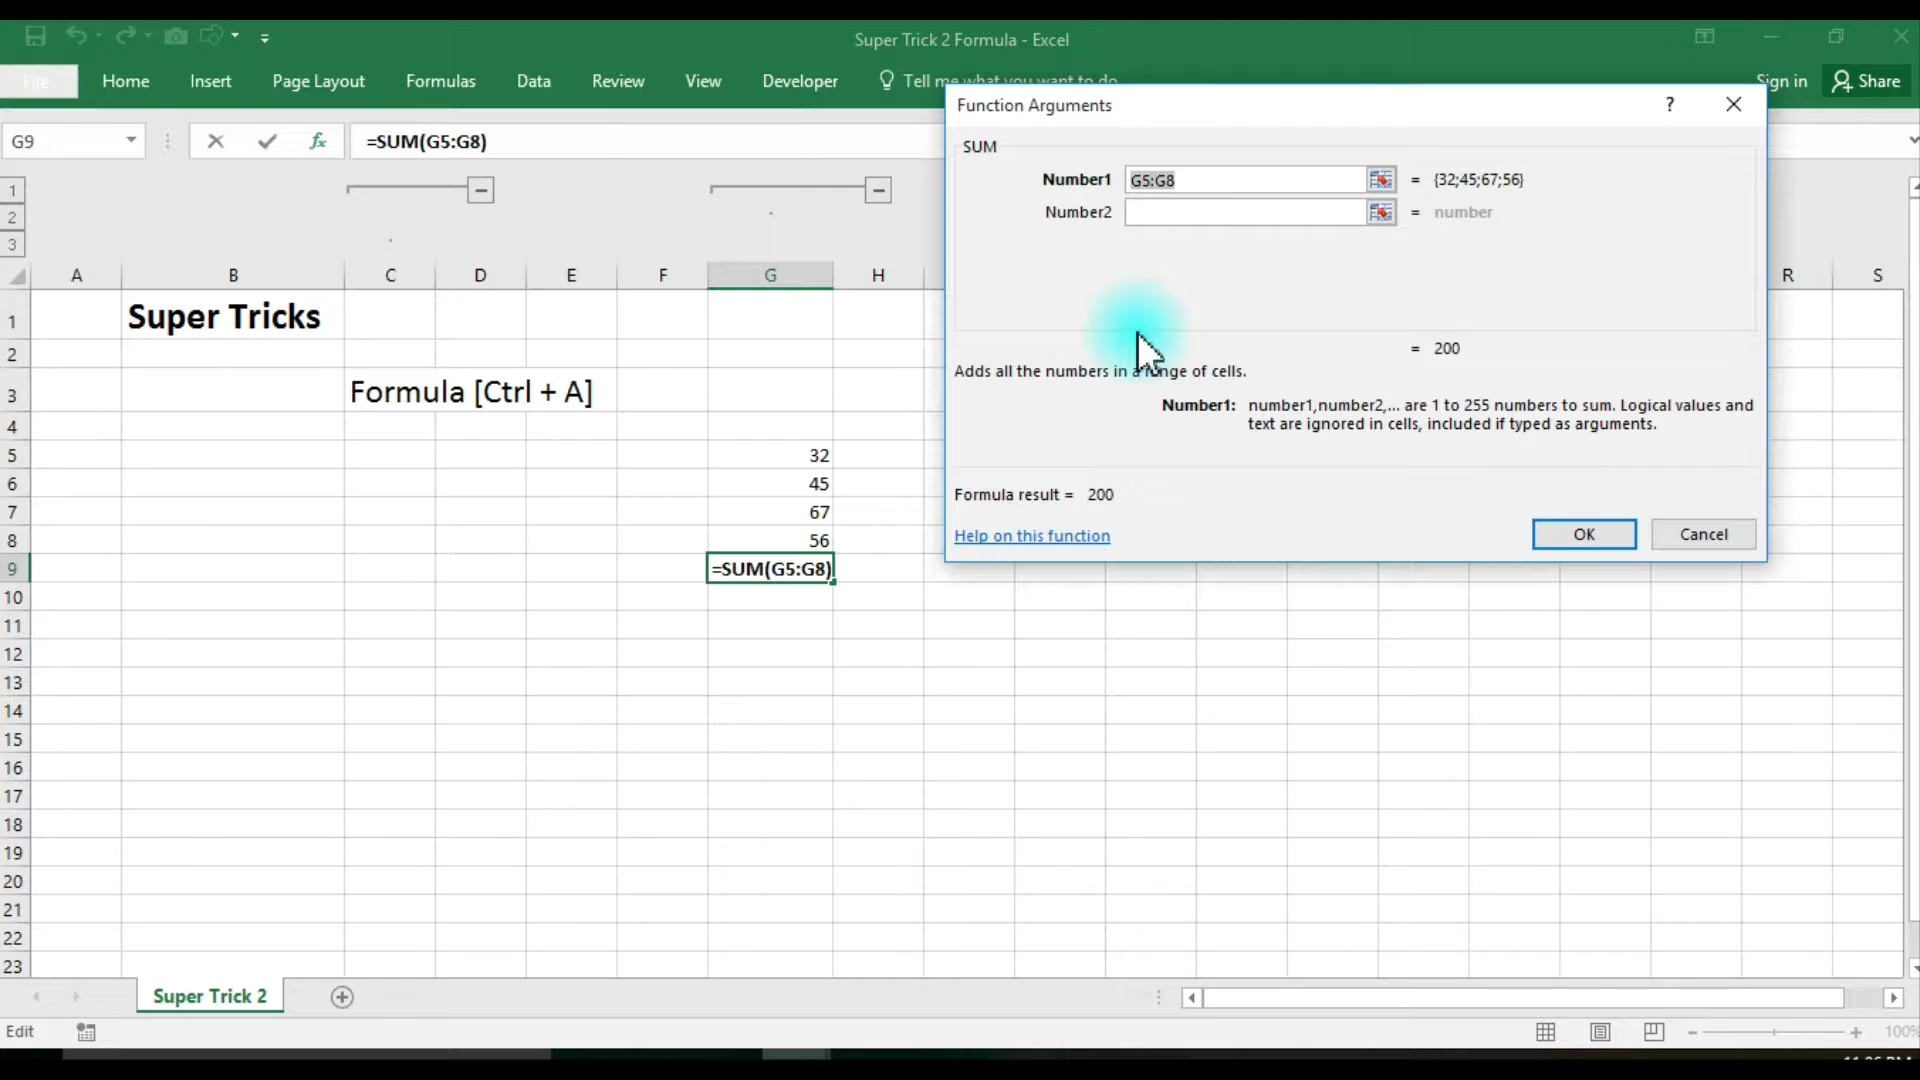 Super Trick 2 Formula - Excel
Home Insert Page Layout Formulas Data Review View Developer Tell me what you want to do Sign in Share
Function Arguments ? 
G9 fx =SUM(G5:G8)
SUM
Number1 G5:G8 = {32;45;67;56}
Number2 = number
= 200
Adds all the numbers in a range of cells.
Number1: number1,number2,... are 1 to 255 numbers to sum. Logical values and
text are ignored in cells, included if typed as arguments.
Formula result = 200
Help on this function OK Cancel
1
2
3
A B C D E F G H R S
1 Super Tricks
2
3 Formula [Ctrl + A]
4
5 32
6 45
7 67
8 56
9 =SUM(G5:G8)
10
11
12
13
14
15
16
17
18
19
20
21
22
23
Super Trick 2
Edit 100%